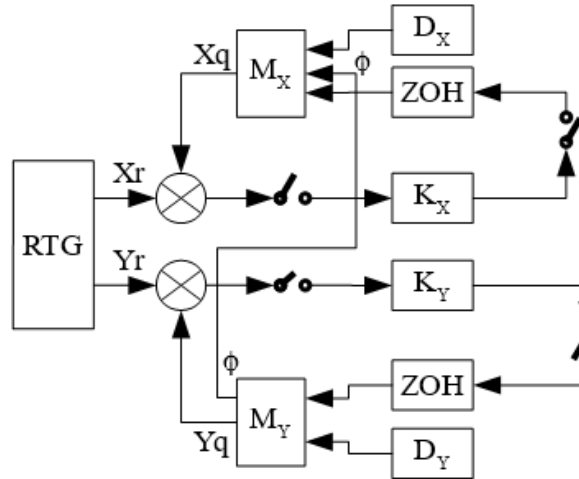 D_X
Xq
M_X
ϕ
ZOH
Xr
K_X
RTG
Yr
K_Y
ϕ
ZOH
M_Y
Yq
D_Y